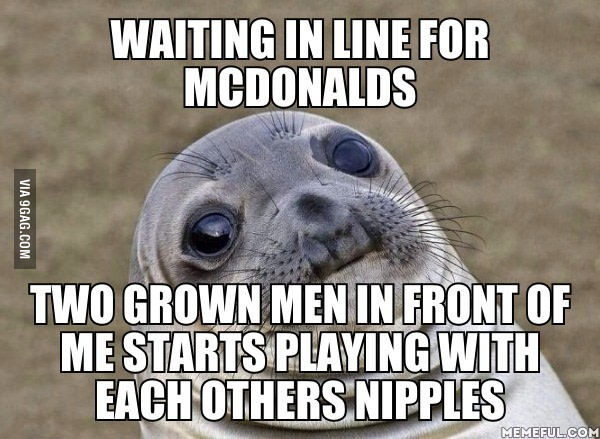 WAITING IN LINE FOR
MCDONALDS
VIA 9GAG.COM
TWO GROWN MEN IN FRONT OF
ME STARTS PLAYING WITH
EACH OTHERS NIPPLES
MEMEFUL.COM